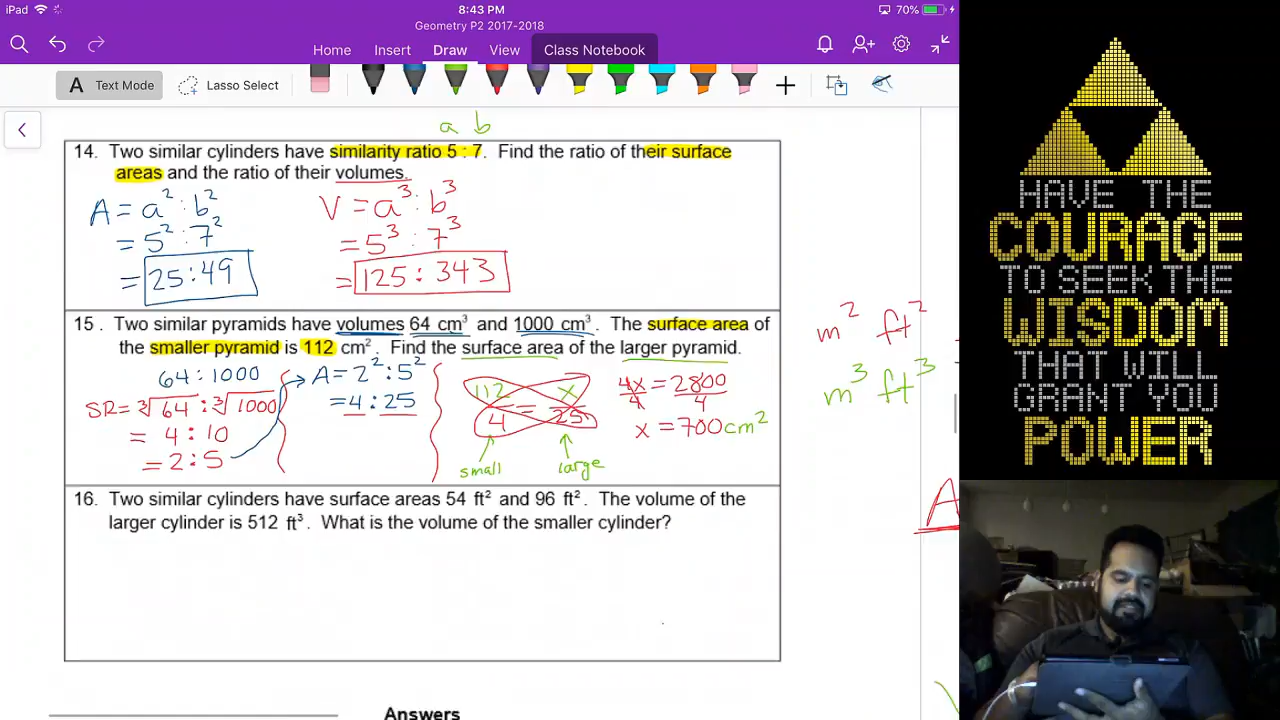 iPad 8:43 PM 70%
Geometry P2 2017-2018
Home Insert Draw View Class Notebook
A Text Mode Lasso Select
a b
14. Two similar cylinders have similarity ratio 5 : 7. Find the ratio of their surface
areas and the ratio of their volumes.
A = a² : b²
= 5² : 7²
= 25 : 49
V = a³ : b³
= 5³ : 7³
= 125 : 343
15 . Two similar pyramids have volumes 64 cm³ and 1000 cm³ . The surface area of
the smaller pyramid is 112 cm². Find the surface area of the larger pyramid.
64 : 1000
SR = ∛64 : ∛1000
= 4 : 10
= 2 : 5
A = 2² : 5²
= 4 : 25
112/4 = x/25
small large
4x/4 = 2800/4
x = 700 cm²
m² ft²
m³ ft³
A
16. Two similar cylinders have surface areas 54 ft² and 96 ft². The volume of the
larger cylinder is 512 ft³ . What is the volume of the smaller cylinder?
Answers
HAVE THE
COURAGE
TO SEEK THE
WISDOM
THAT WILL
GRANT YOU
POWER